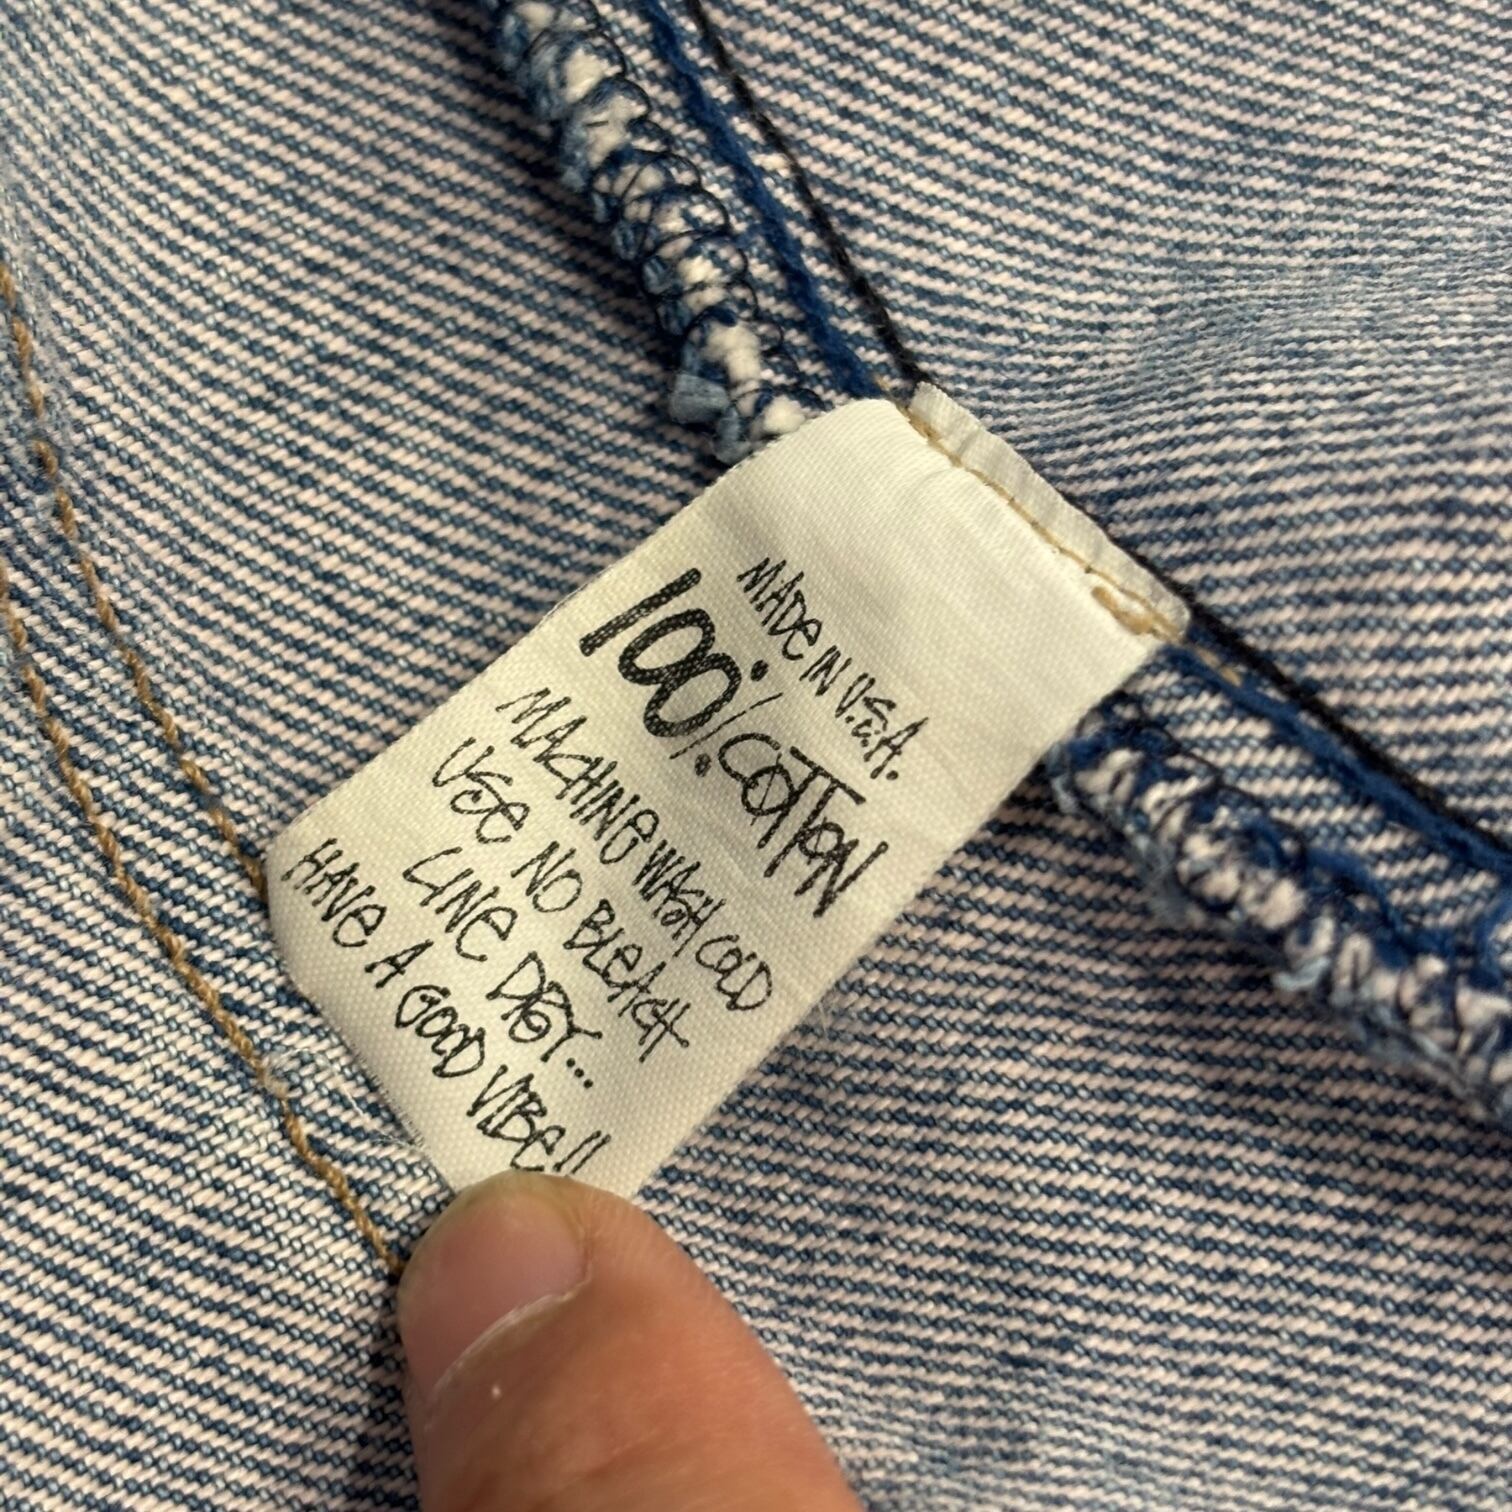 MADE IN U.S.A.
100% COTTON
MACHINE WASH COLD
USE NO BLEACH
LINE DRY...
HAVE A GOOD VIBE!!